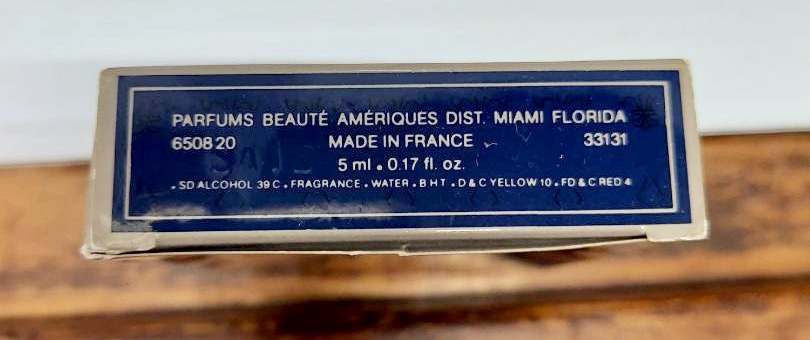 PARFUMS BEAUTÉ AMÉRIQUES DIST. MIAMI FLORIDA
650820 MADE IN FRANCE 33131
5 ml • 0.17 fl. oz.
• SD ALCOHOL 39 C • FRAGRANCE • WATER • BHT • D & C YELLOW 10 • FD & C RED 4